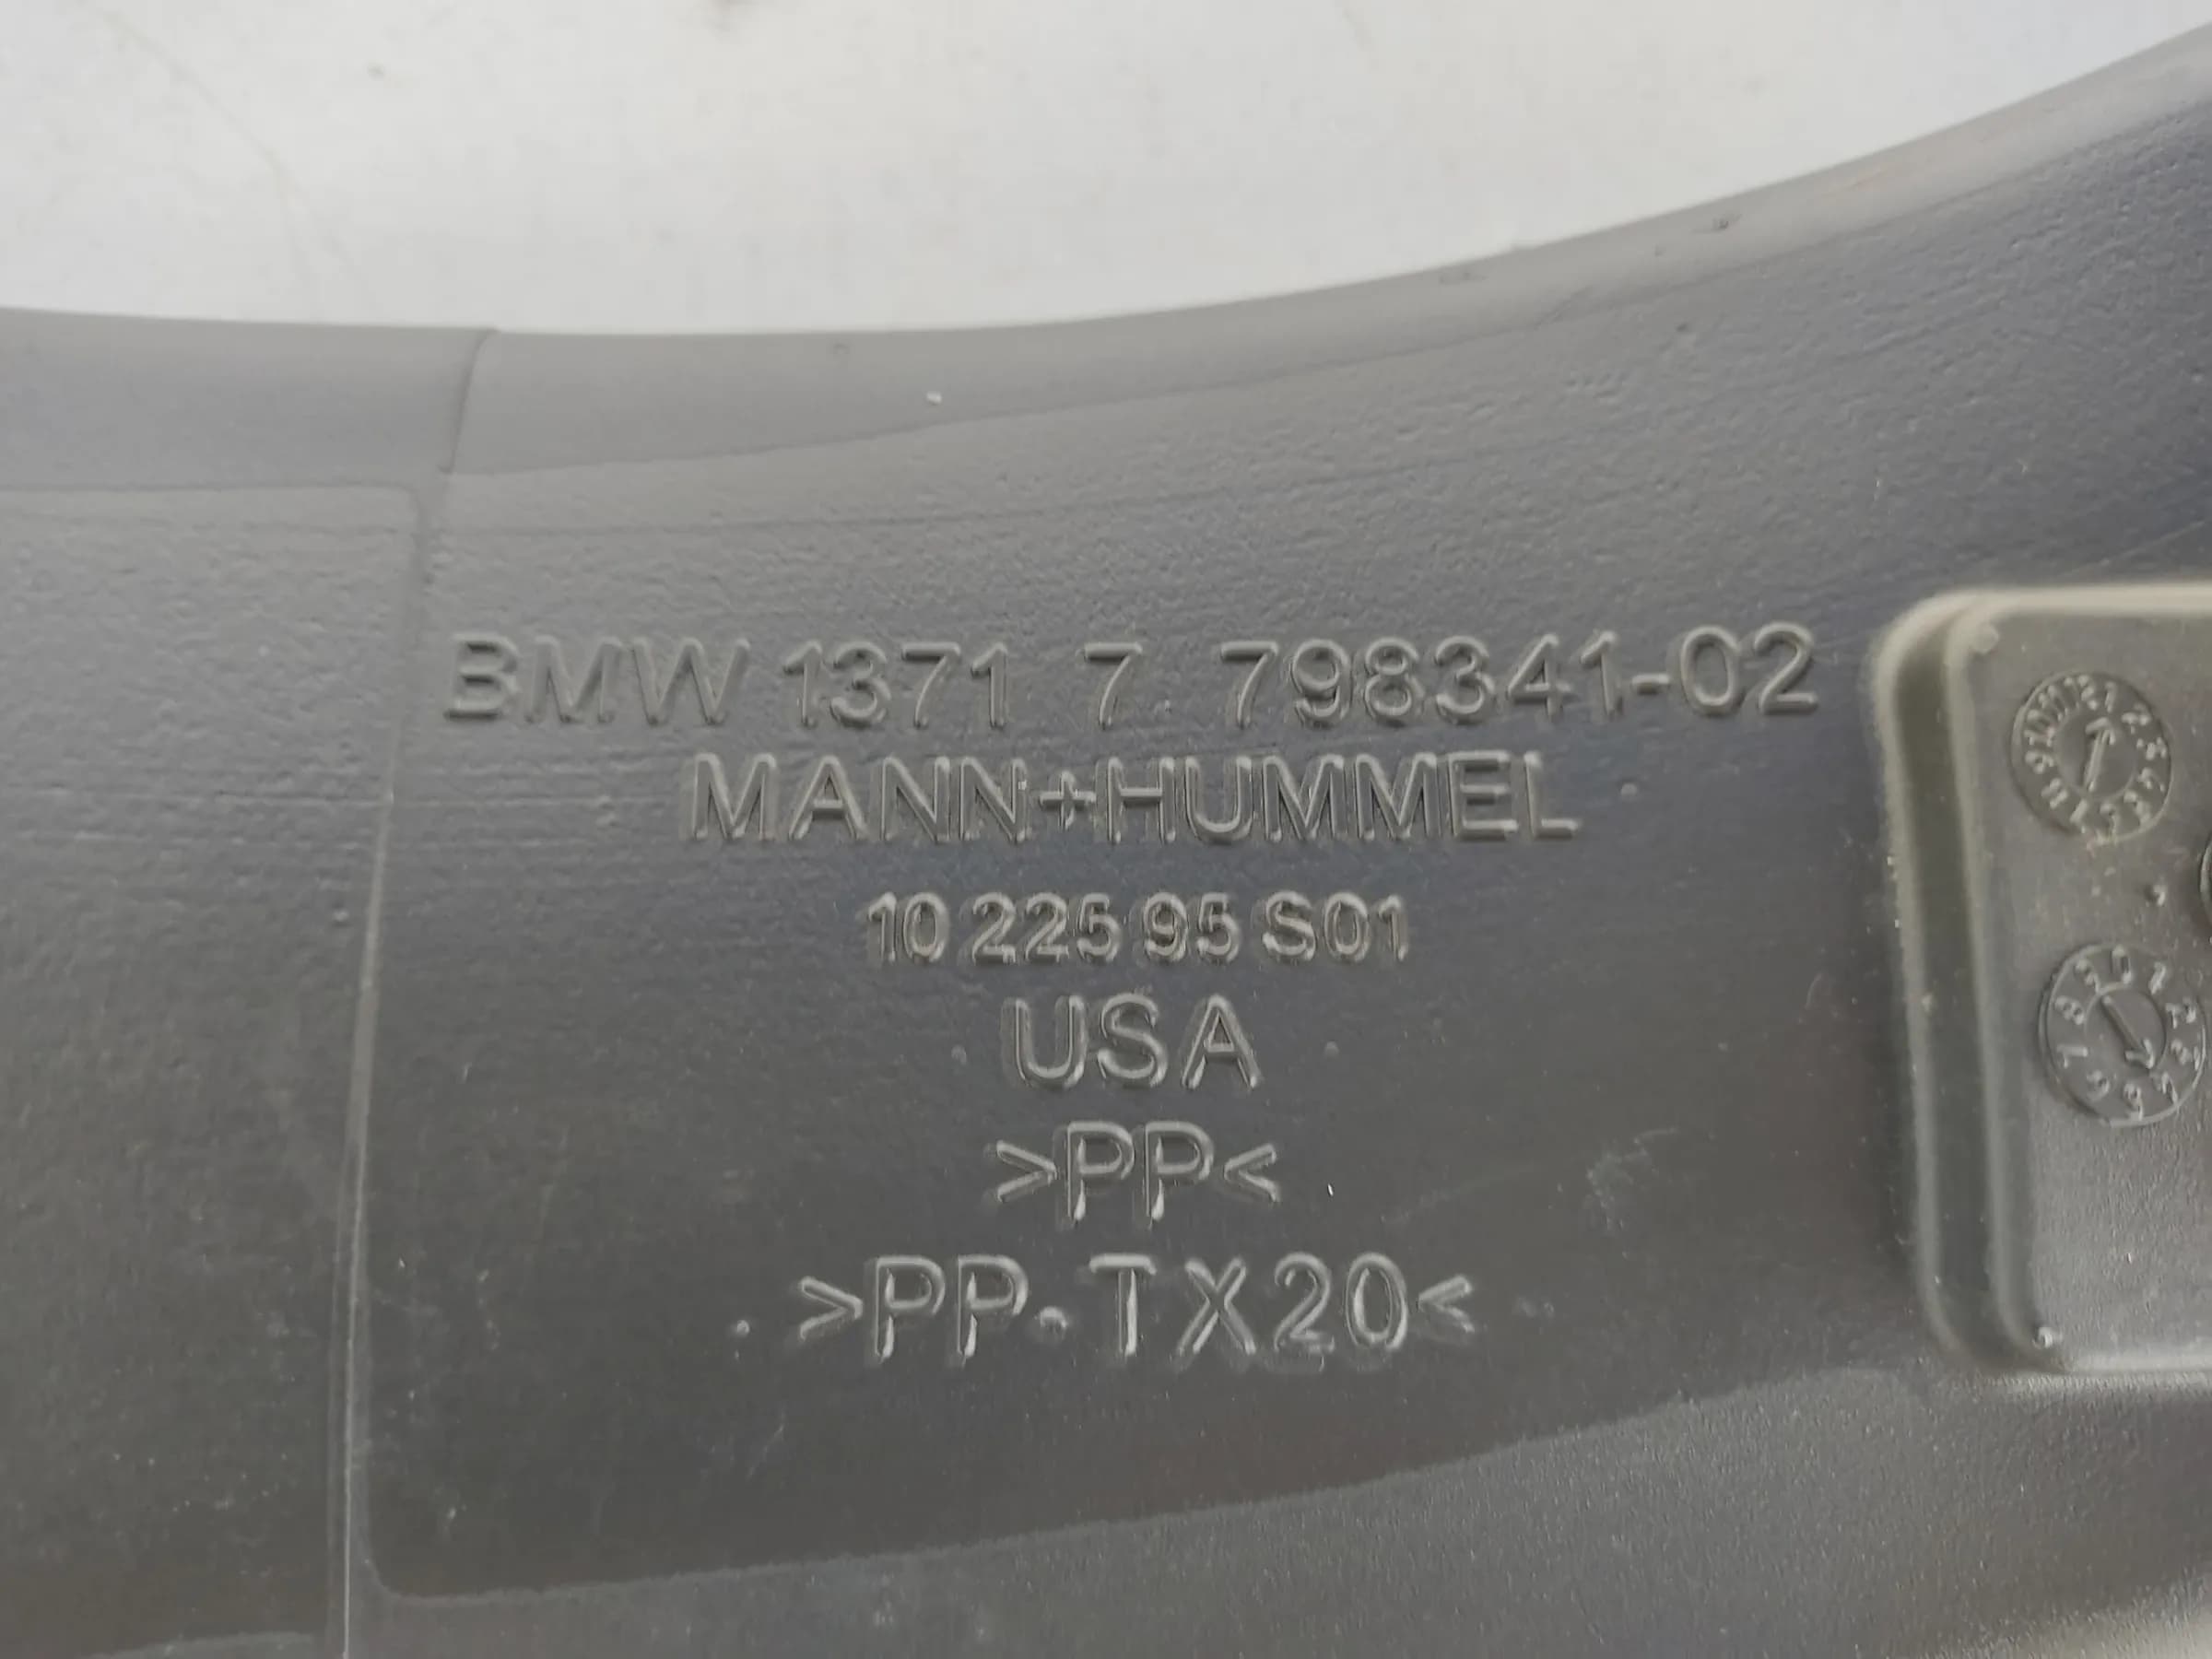 BMW 1371 7 798341-02
MANN+HUMMEL
10 225 95 S01
USA
>PP<
>PP-TX20<